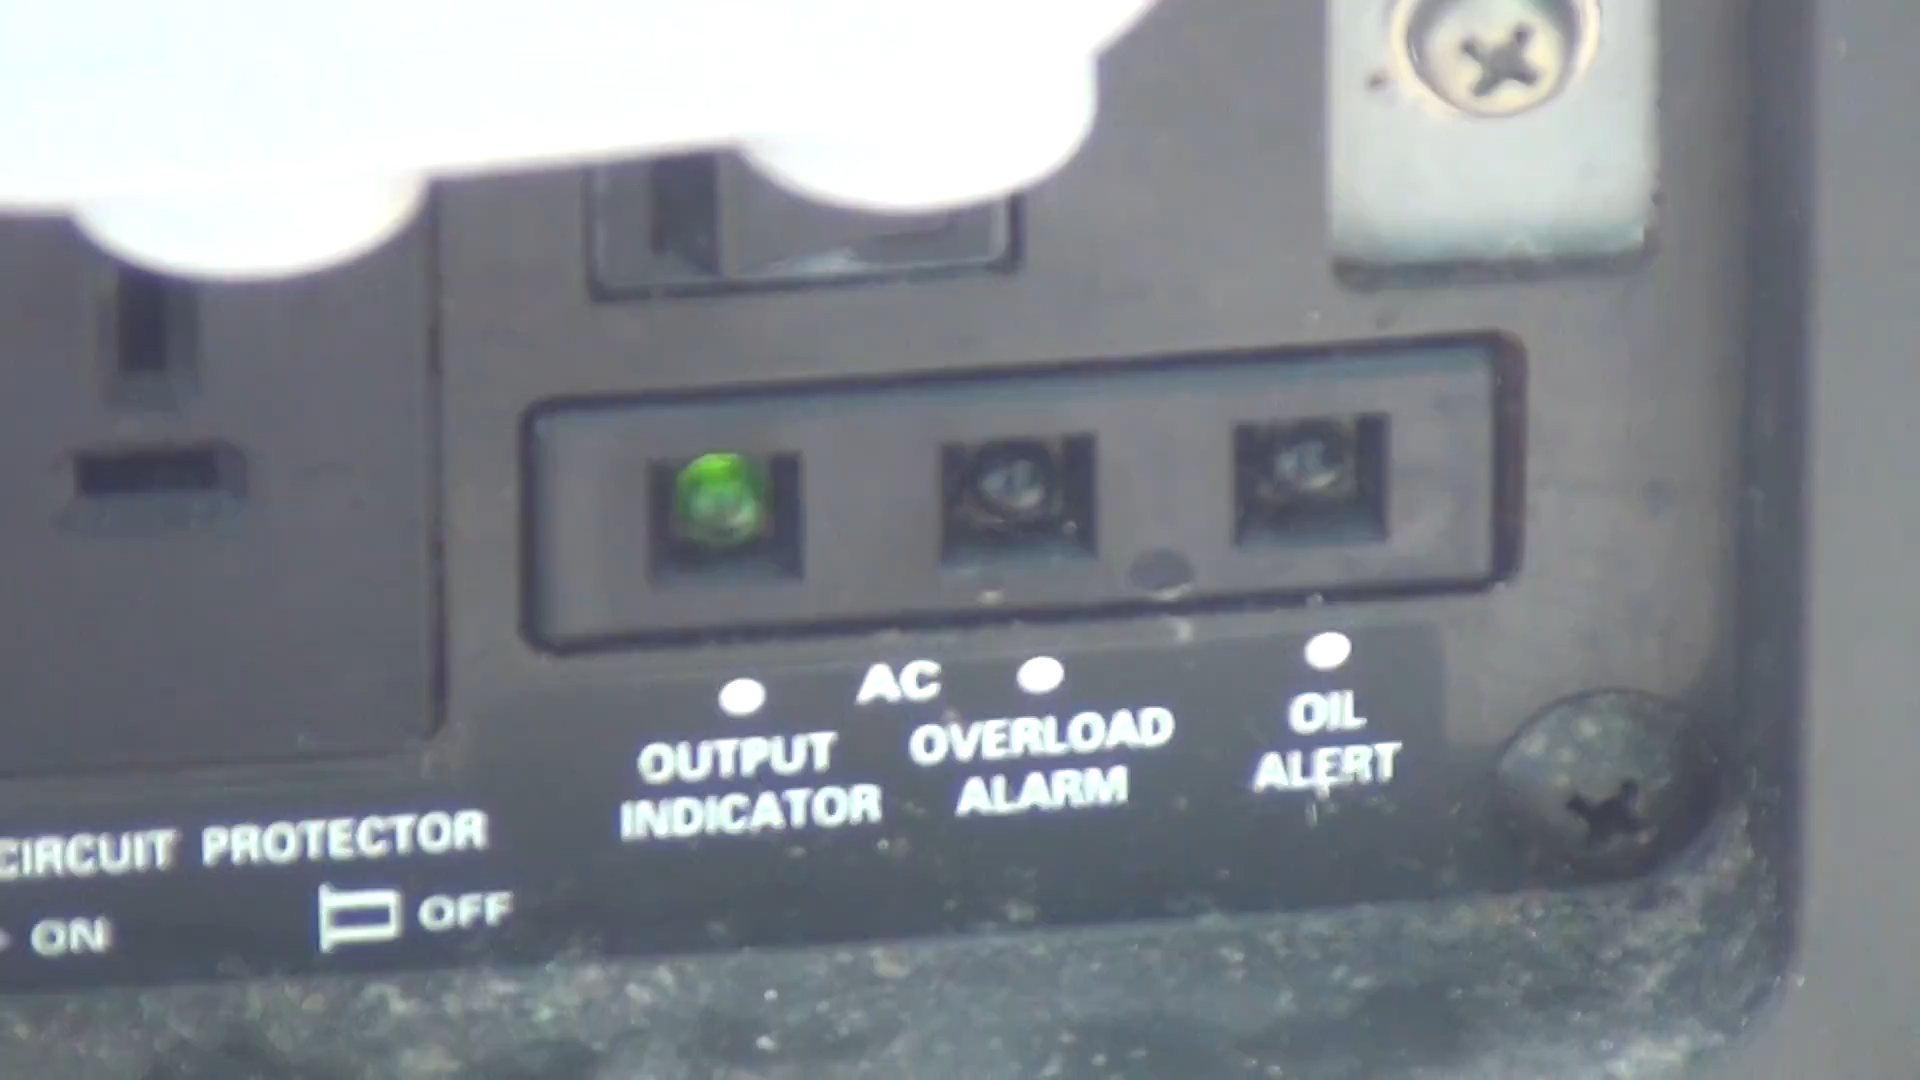 AC
OUTPUT INDICATOR
OVERLOAD ALARM
OIL ALERT
CIRCUIT PROTECTOR
ON OFF